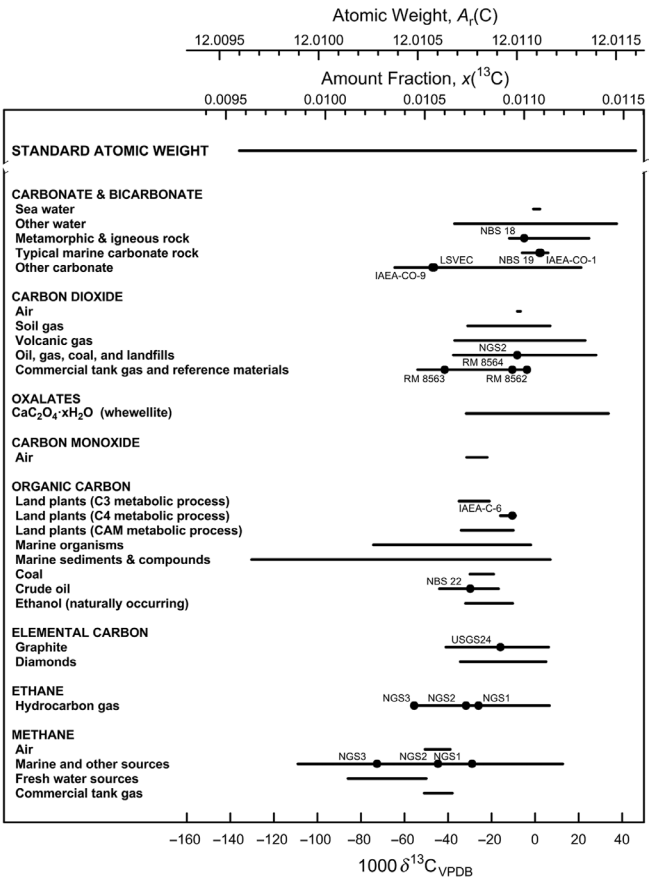 Atomic Weight, Aᵣ(C)
12.0095 12.0100 12.0105 12.0110 12.0115
Amount Fraction, x(¹³C)
0.0095 0.0100 0.0105 0.0110 0.0115
STANDARD ATOMIC WEIGHT
CARBONATE & BICARBONATE
Sea water
Other water
Metamorphic & igneous rock NBS 18
Typical marine carbonate rock NBS 19 IAEA-CO-1
Other carbonate IAEA-CO-9 LSVEC
CARBON DIOXIDE
Air
Soil gas
Volcanic gas
Oil, gas, coal, and landfills NGS2
Commercial tank gas and reference materials RM 8563 RM 8564 RM 8562
OXALATES
CaC₂O₄·xH₂O (whewellite)
CARBON MONOXIDE
Air
ORGANIC CARBON
Land plants (C3 metabolic process)
Land plants (C4 metabolic process) IAEA-C-6
Land plants (CAM metabolic process)
Marine organisms
Marine sediments & compounds
Coal
Crude oil NBS 22
Ethanol (naturally occurring)
ELEMENTAL CARBON
Graphite USGS24
Diamonds
ETHANE
Hydrocarbon gas NGS3 NGS2 NGS1
METHANE
Air
Marine and other sources NGS3 NGS2 NGS1
Fresh water sources
Commercial tank gas
–160 –140 –120 –100 –80 –60 –40 –20 0 20 40
1000 δ¹³C_VPDB